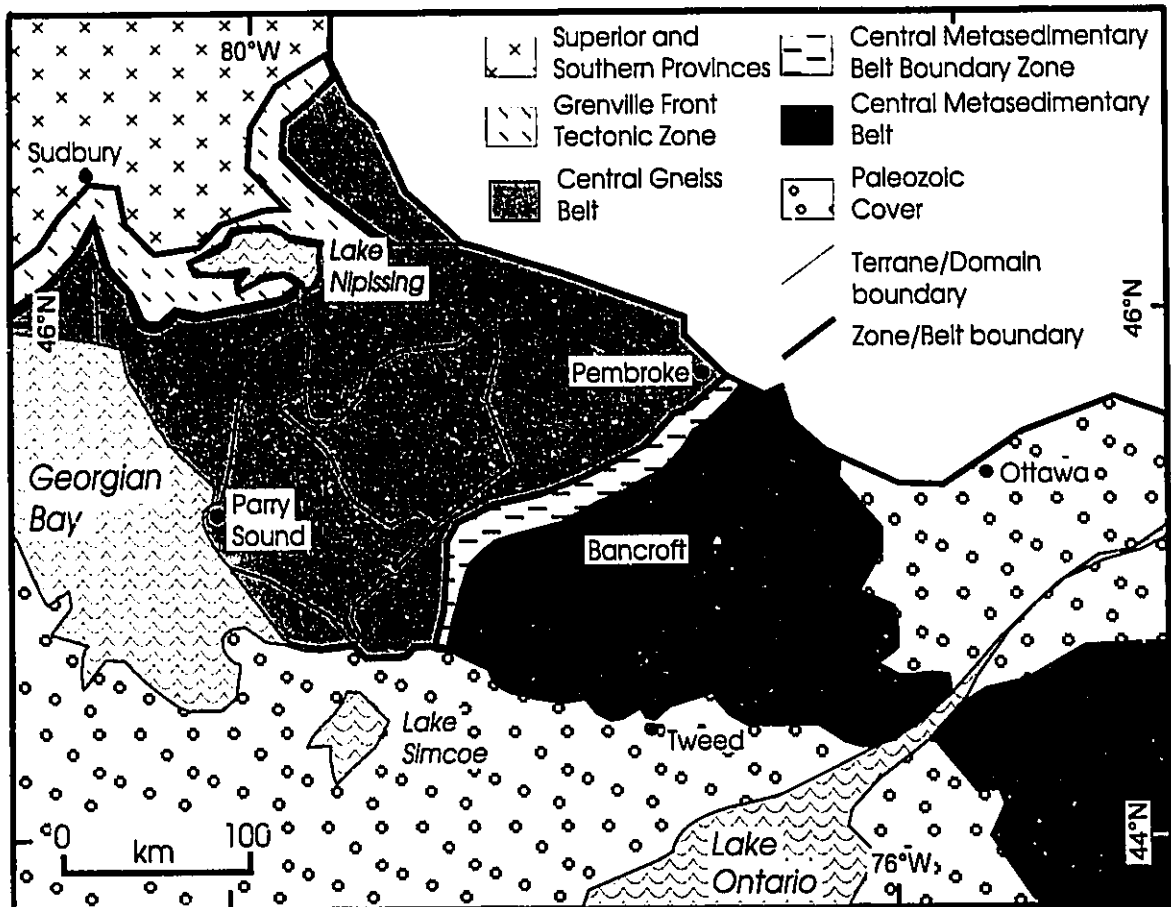 80°W
Superior and
Southern Provinces
Grenville Front
Tectonic Zone
Central Gneiss
Belt
Central Metasedimentary
Belt Boundary Zone
Central Metasedimentary
Belt
Paleozoic
Cover
Terrane/Domain
boundary
Zone/Belt boundary
Sudbury
Lake
Nipissing
46°N
46°N
Pembroke
Georgian
Bay
Parry
Sound
Bancroft
Ottawa
Lake
Simcoe
Tweed
0 100
km
Lake
Ontario
76°W
44°N